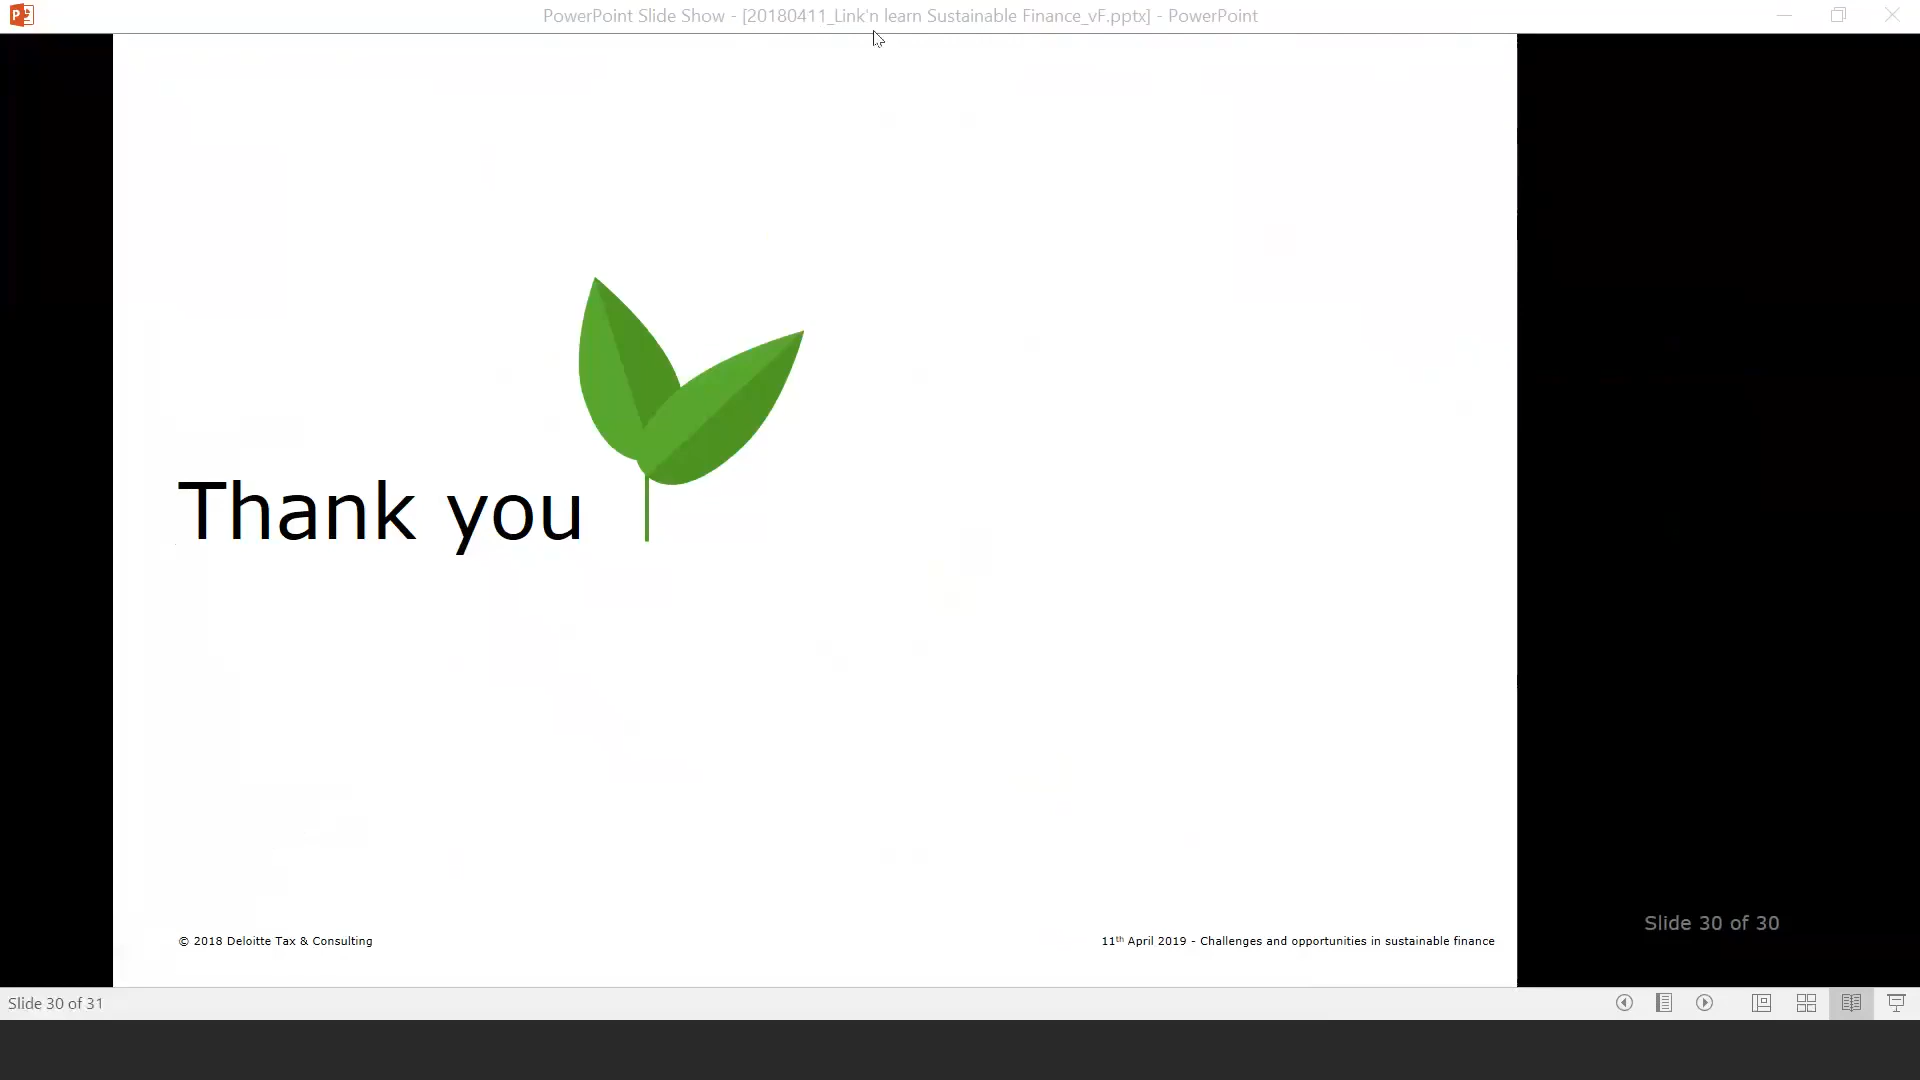 PowerPoint Slide Show - [20180411_Link'n learn Sustainable Finance_vF.pptx] - PowerPoint
Thank you
© 2018 Deloitte Tax & Consulting
11th April 2019 - Challenges and opportunities in sustainable finance
Slide 30 of 30
Slide 30 of 31